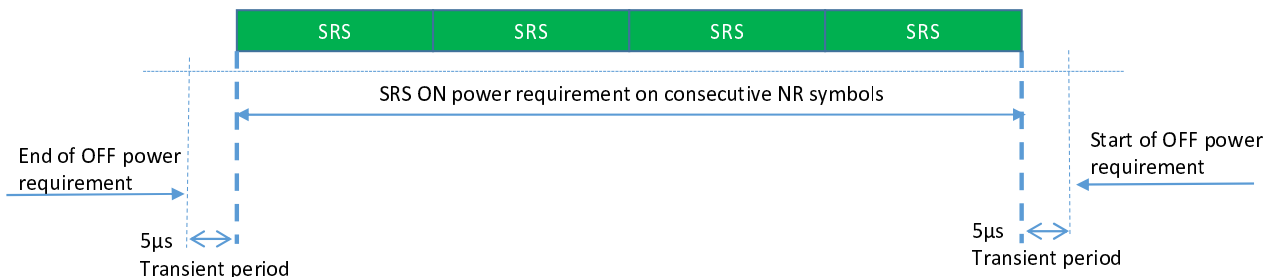 SRS SRS SRS SRS
SRS ON power requirement on consecutive NR symbols
End of OFF power
requirement
Start of OFF power
requirement
5µs
Transient period
5µs
Transient period